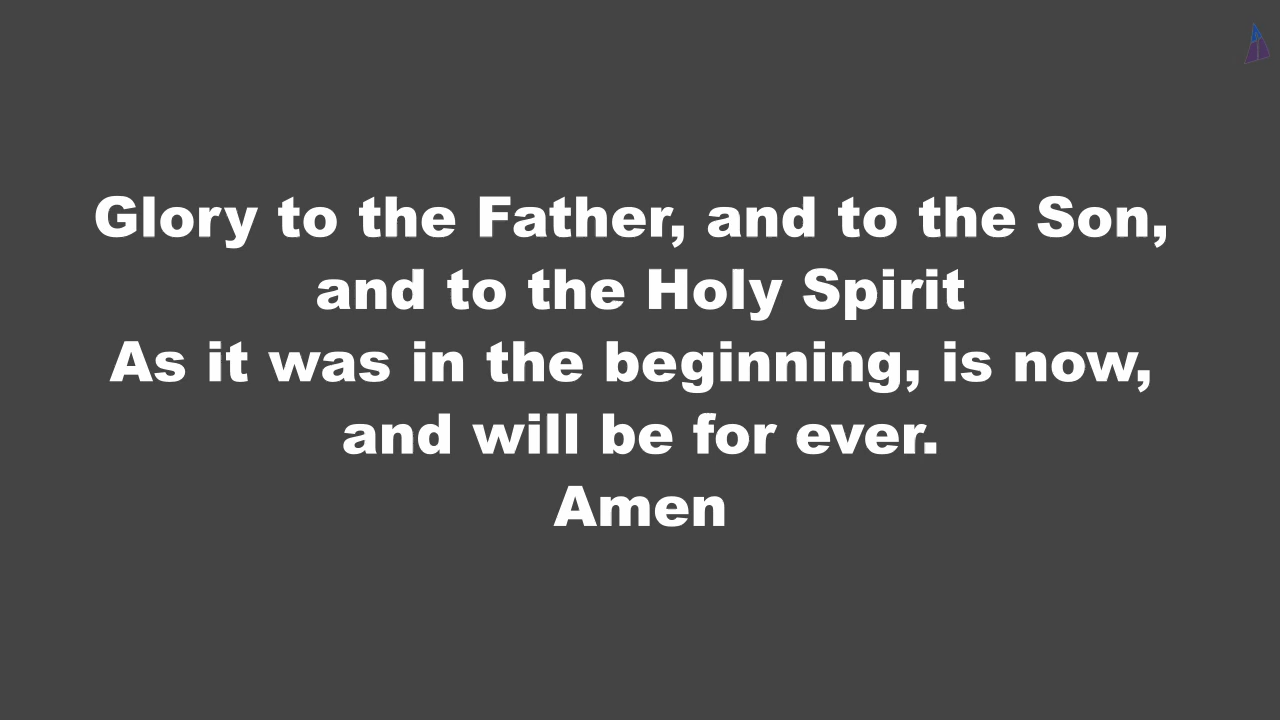 Glory to the Father, and to the Son,
and to the Holy Spirit
As it was in the beginning, is now,
and will be for ever.
Amen